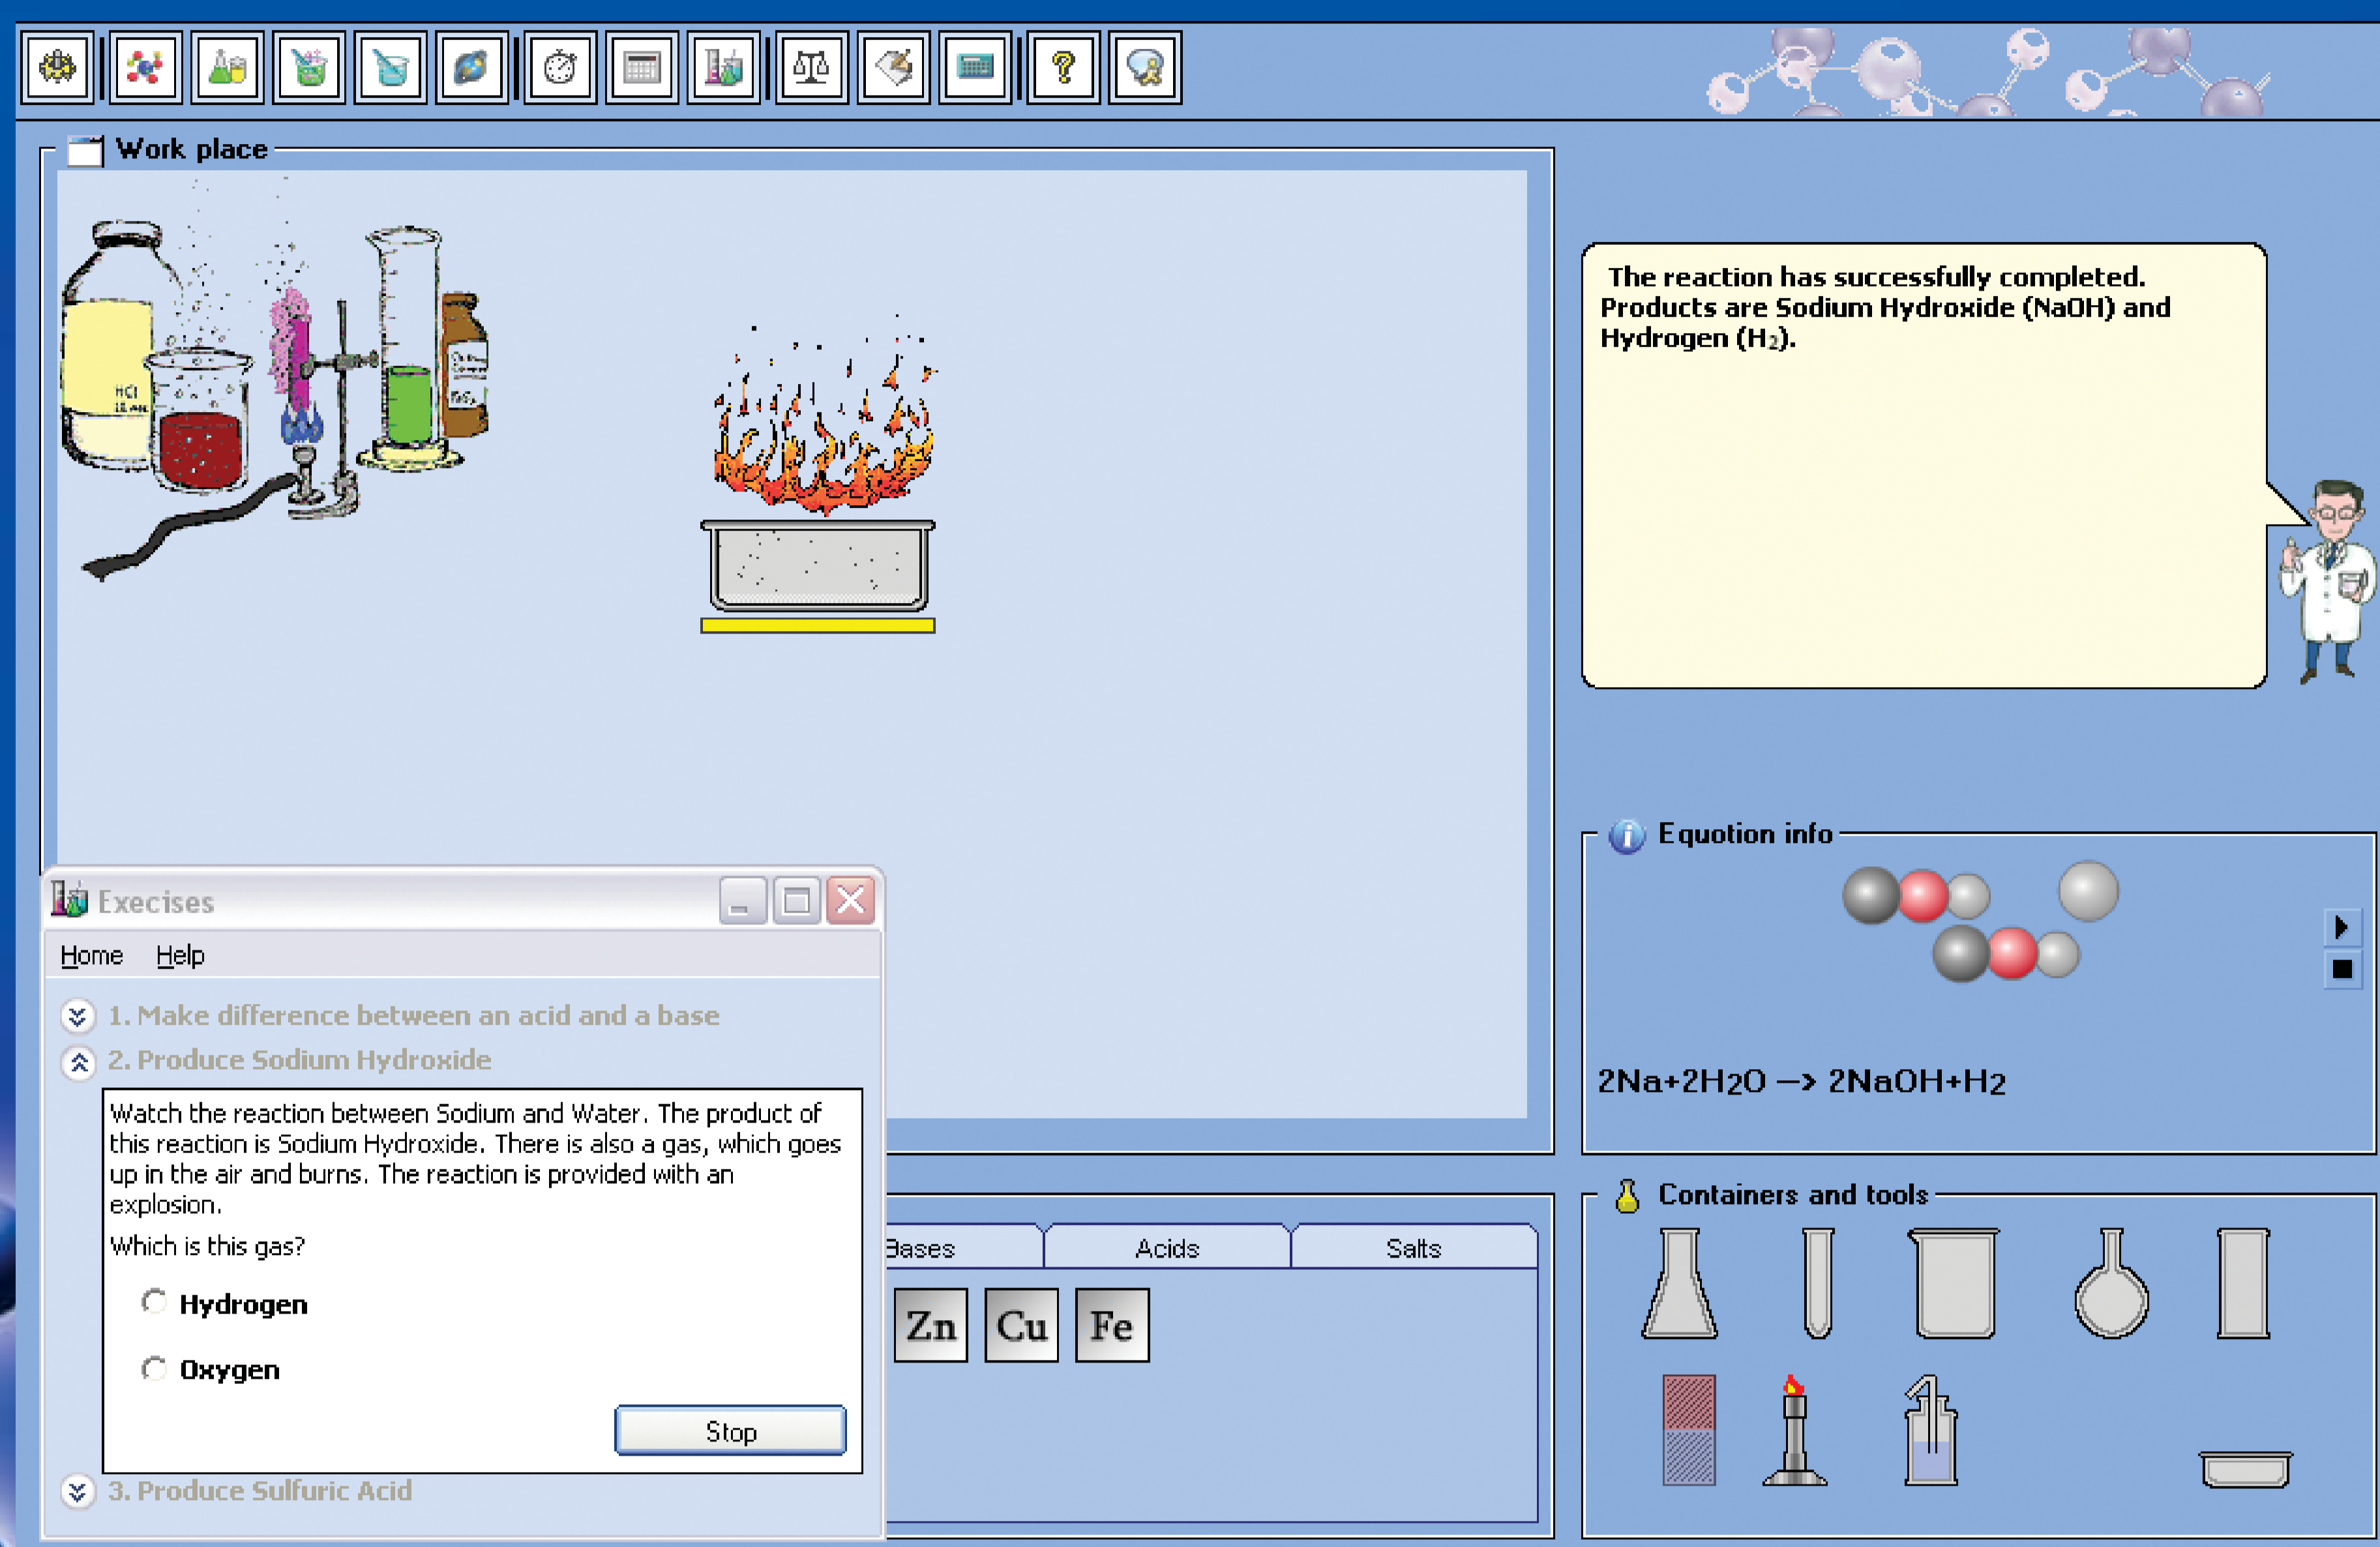 Work place
HCl
The reaction has successfully completed.
Products are Sodium Hydroxide (NaOH) and
Hydrogen (H2).
Equotion info
2Na+2H2O —> 2NaOH+H2
Execises
Home Help
1. Make difference between an acid and a base
2. Produce Sodium Hydroxide
Watch the reaction between Sodium and Water. The product of
this reaction is Sodium Hydroxide. There is also a gas, which goes
up in the air and burns. The reaction is provided with an
explosion.
Which is this gas?
Hydrogen
Oxygen
Stop
3. Produce Sulfuric Acid
Bases Acids Salts
Zn Cu Fe
Containers and tools